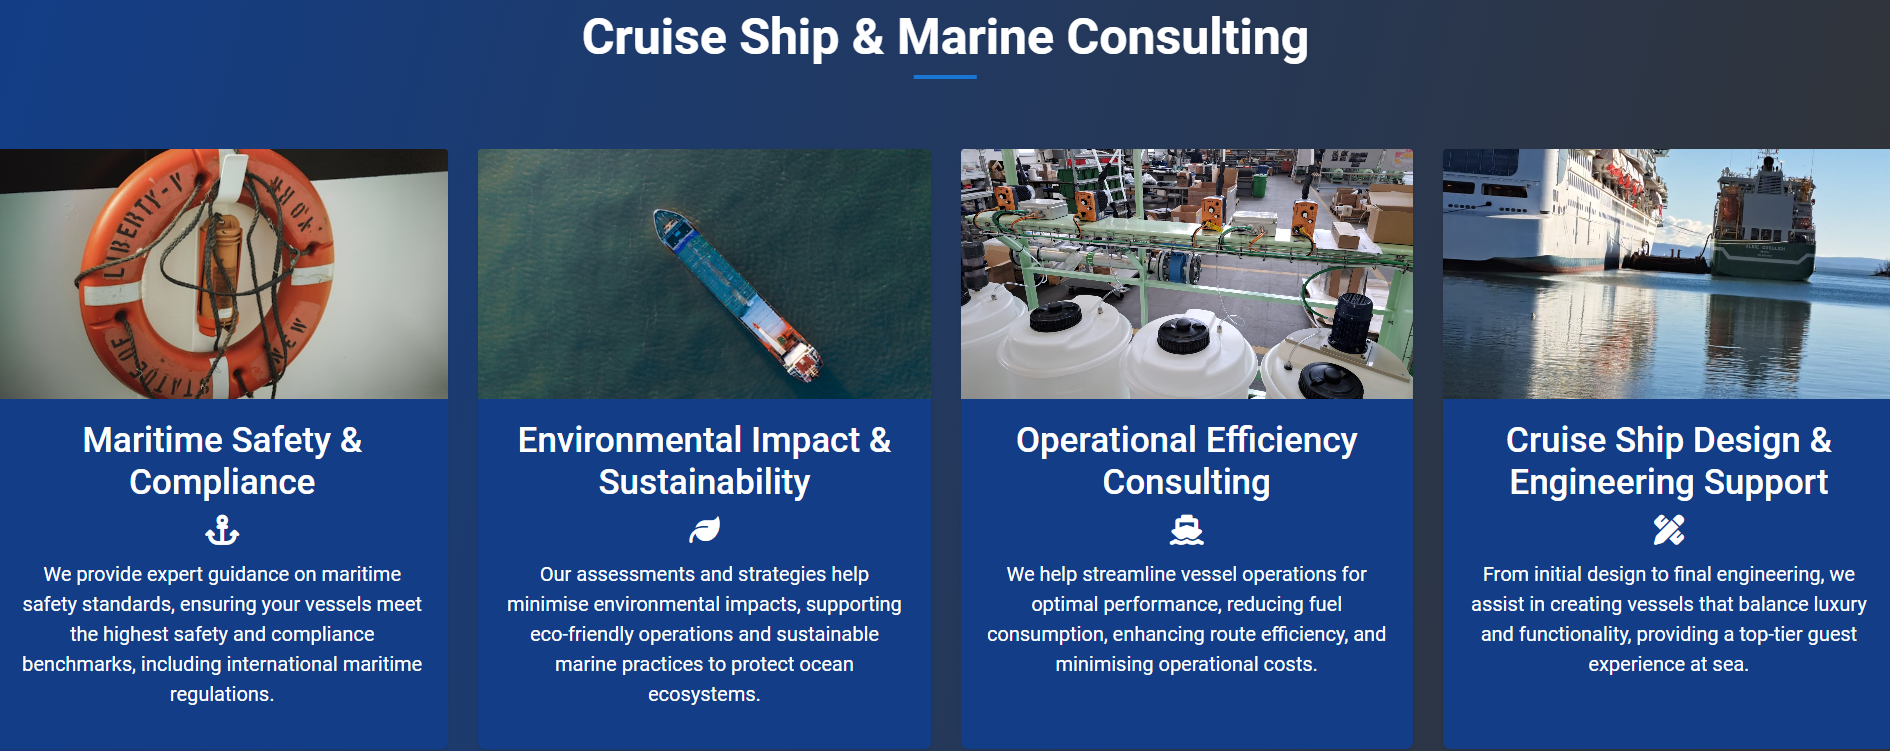 Cruise Ship & Marine Consulting
LIBERTY-V
STATUE OF
NEW
YORK
Maritime Safety &
Compliance
We provide expert guidance on maritime
safety standards, ensuring your vessels meet
the highest safety and compliance
benchmarks, including international maritime
regulations.
Environmental Impact &
Sustainability
Our assessments and strategies help
minimise environmental impacts, supporting
eco-friendly operations and sustainable
marine practices to protect ocean
ecosystems.
Operational Efficiency
Consulting
We help streamline vessel operations for
optimal performance, reducing fuel
consumption, enhancing route efficiency, and
minimising operational costs.
Cruise Ship Design &
Engineering Support
From initial design to final engineering, we
assist in creating vessels that balance luxury
and functionality, providing a top-tier guest
experience at sea.